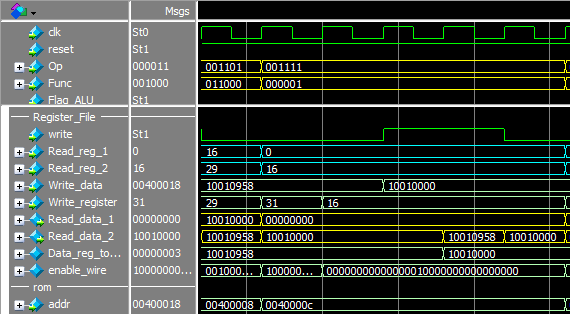 Msgs
clk St0
reset St1
Op 000011 001101 001111
Func 001000 011000 000001
Flag_ALU St1
Register_File
write St1
Read_reg_1 0 16 0
Read_reg_2 16 29 16
Write_data 00400018 10010958 10010000
Write_register 31 29 31 16
Read_data_1 00000000 10010000 00000000
Read_data_2 10010000 10010958 10010000 10010958 10010000
Data_reg_to... 00000003 10010958 10010000
enable_wire 10000000... 001000... 100000... 00000000000000010000000000000000
rom
addr 00400018 00400008 0040000c